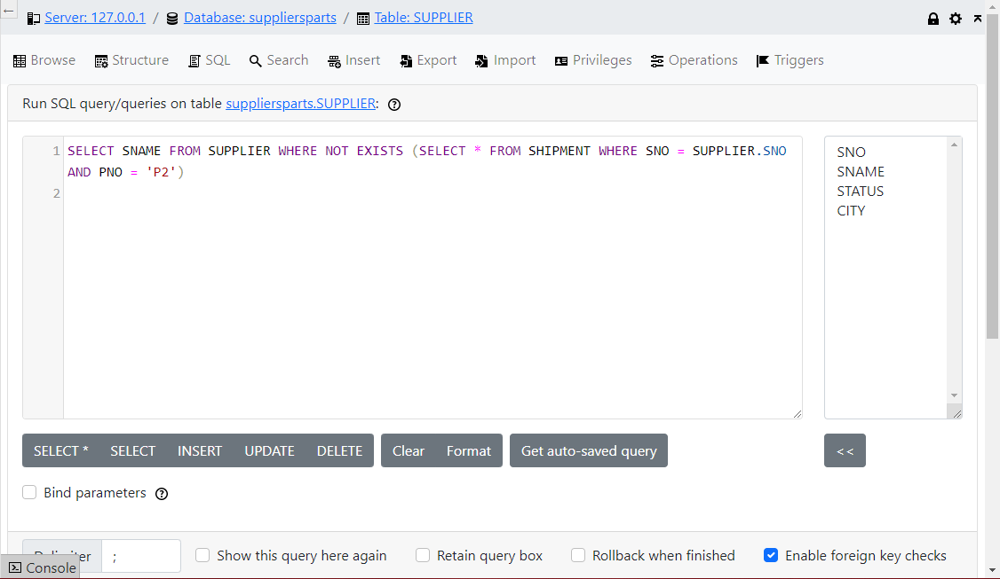 ← Server: 127.0.0.1 / Database: suppliersparts / Table: SUPPLIER
Browse Structure SQL Search Insert Export Import Privileges Operations Triggers
Run SQL query/queries on table suppliersparts.SUPPLIER:
1 SELECT SNAME FROM SUPPLIER WHERE NOT EXISTS (SELECT * FROM SHIPMENT WHERE SNO = SUPPLIER.SNO
AND PNO = 'P2')
2
SNO
SNAME
STATUS
CITY
SELECT * SELECT INSERT UPDATE DELETE Clear Format Get auto-saved query <<
Bind parameters
Delimiter ; Show this query here again Retain query box Rollback when finished Enable foreign key checks
Console